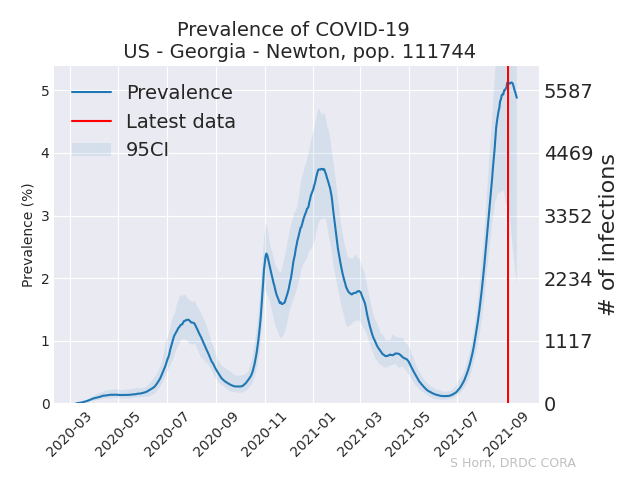 Prevalence of COVID-19
US - Georgia - Newton, pop. 111744
Prevalence
Latest data
95CI
Prevalence (%)
5
4
3
2
1
0
5587
4469
3352
2234
1117
0
# of infections
2020-03
2020-05
2020-07
2020-09
2020-11
2021-01
2021-03
2021-05
2021-07
2021-09
S Horn, DRDC CORA